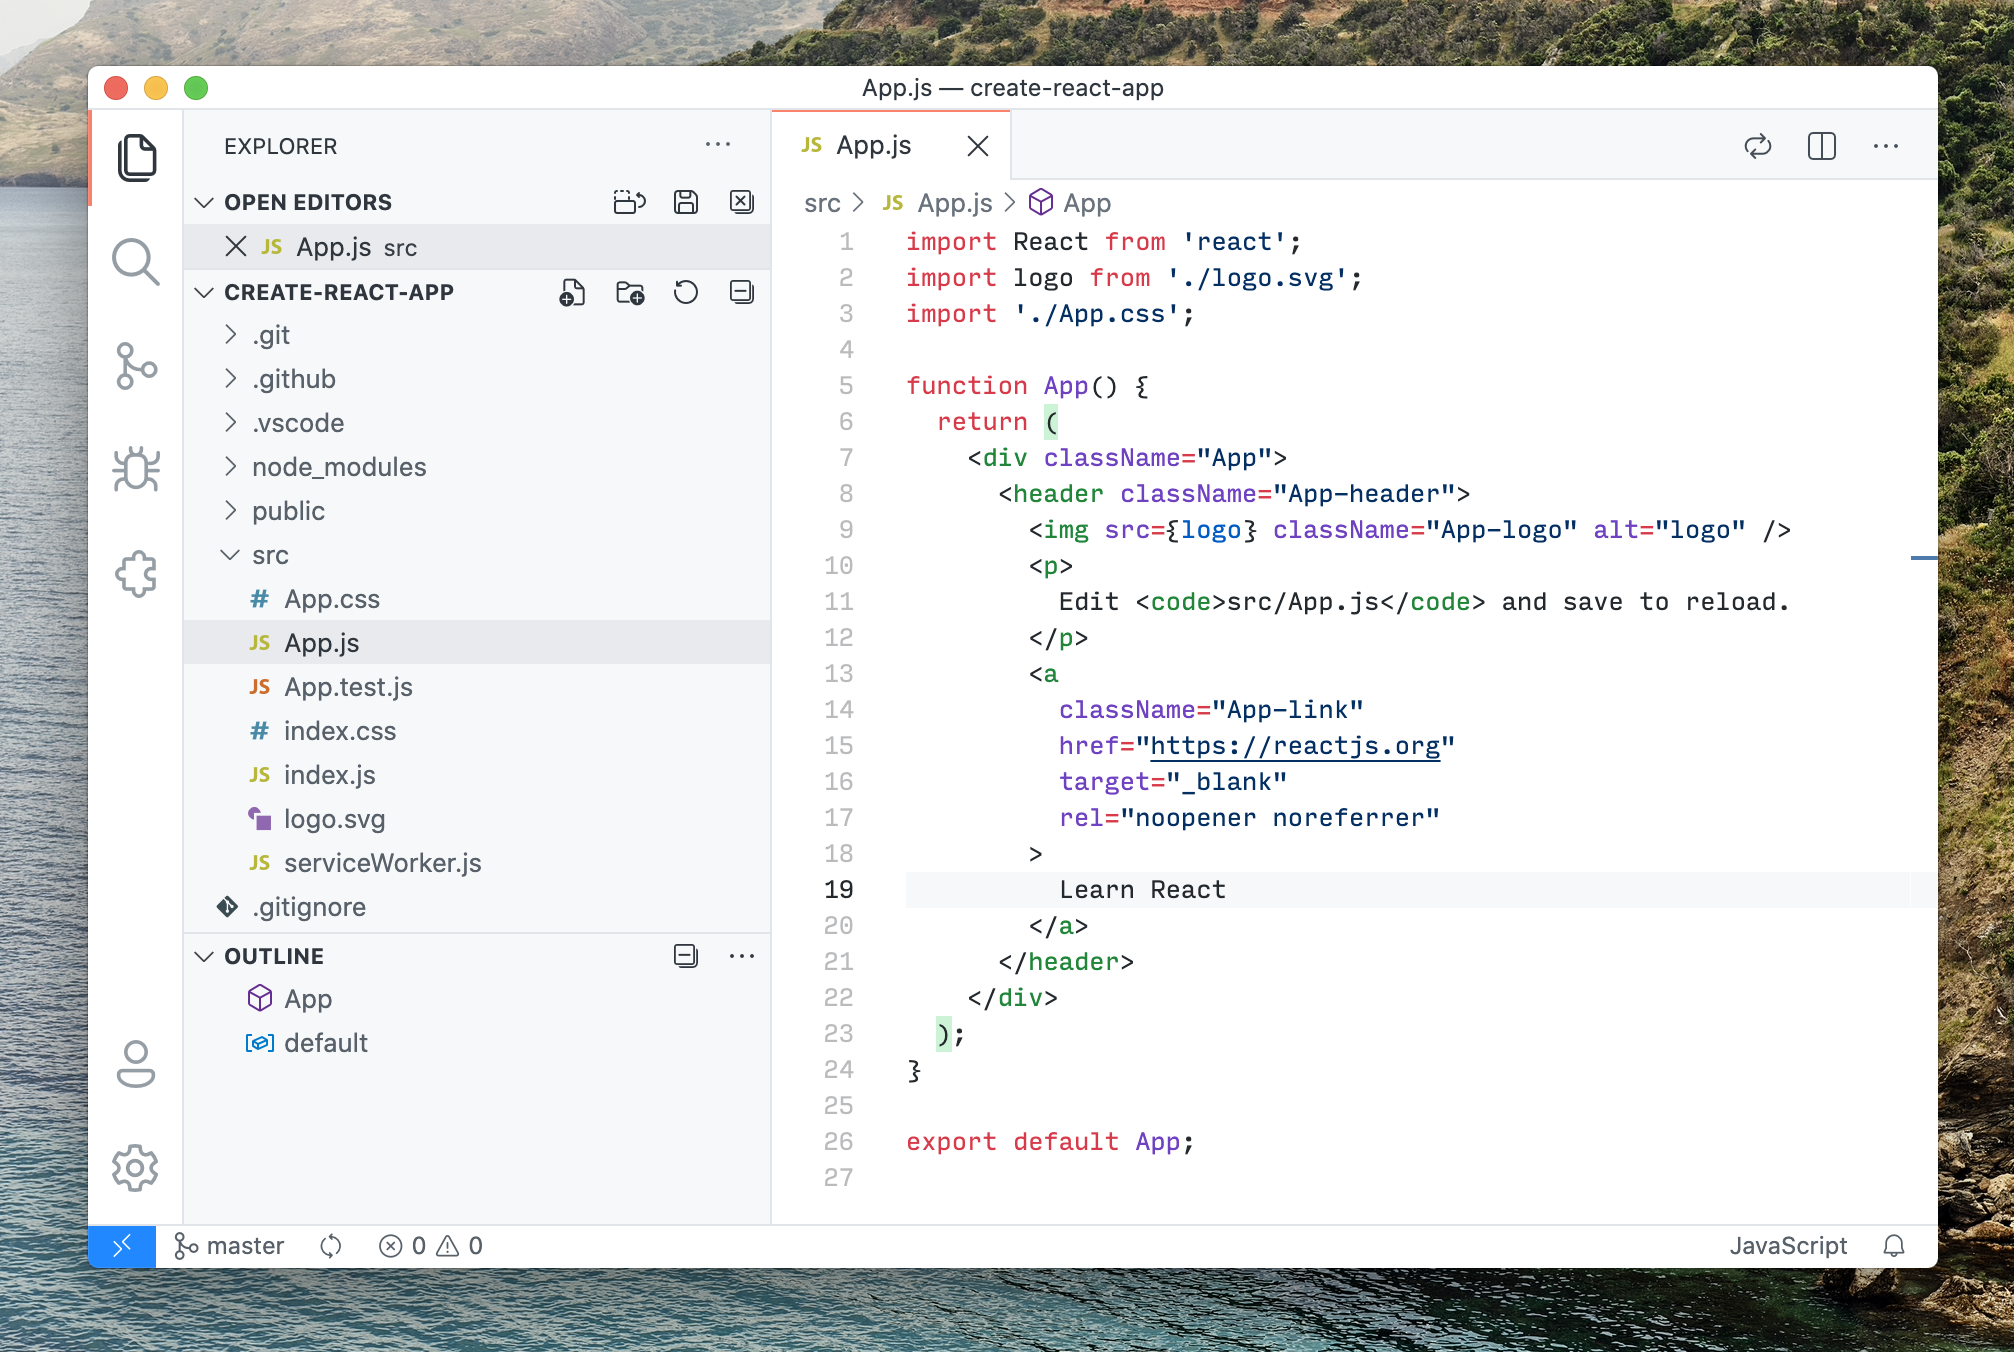 App.js — create-react-app
EXPLORER
OPEN EDITORS
JS App.js src
CREATE-REACT-APP
.git
.github
.vscode
node_modules
public
src
# App.css
JS App.js
JS App.test.js
# index.css
JS index.js
logo.svg
JS serviceWorker.js
.gitignore
OUTLINE
App
default
JS App.js
src > JS App.js > App
1 import React from 'react';
2 import logo from './logo.svg';
3 import './App.css';
4
5 function App() {
6   return (
7     <div className="App">
8       <header className="App-header">
9         <img src={logo} className="App-logo" alt="logo" />
10         <p>
11           Edit <code>src/App.js</code> and save to reload.
12         </p>
13         <a
14           className="App-link"
15           href="https://reactjs.org"
16           target="_blank"
17           rel="noopener noreferrer"
18         >
19           Learn React
20         </a>
21       </header>
22     </div>
23   );
24 }
25
26 export default App;
27
master 0 0 JavaScript